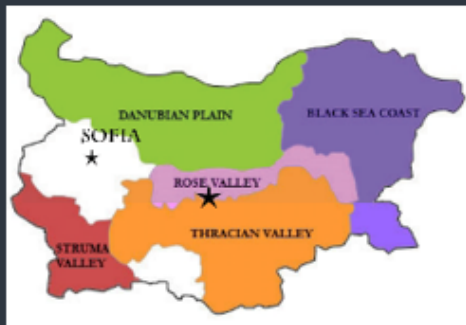 DANUBIAN PLAIN
BLACK SEA COAST
SOFIA
ROSE VALLEY
THRACIAN VALLEY
STRUMA
VALLEY